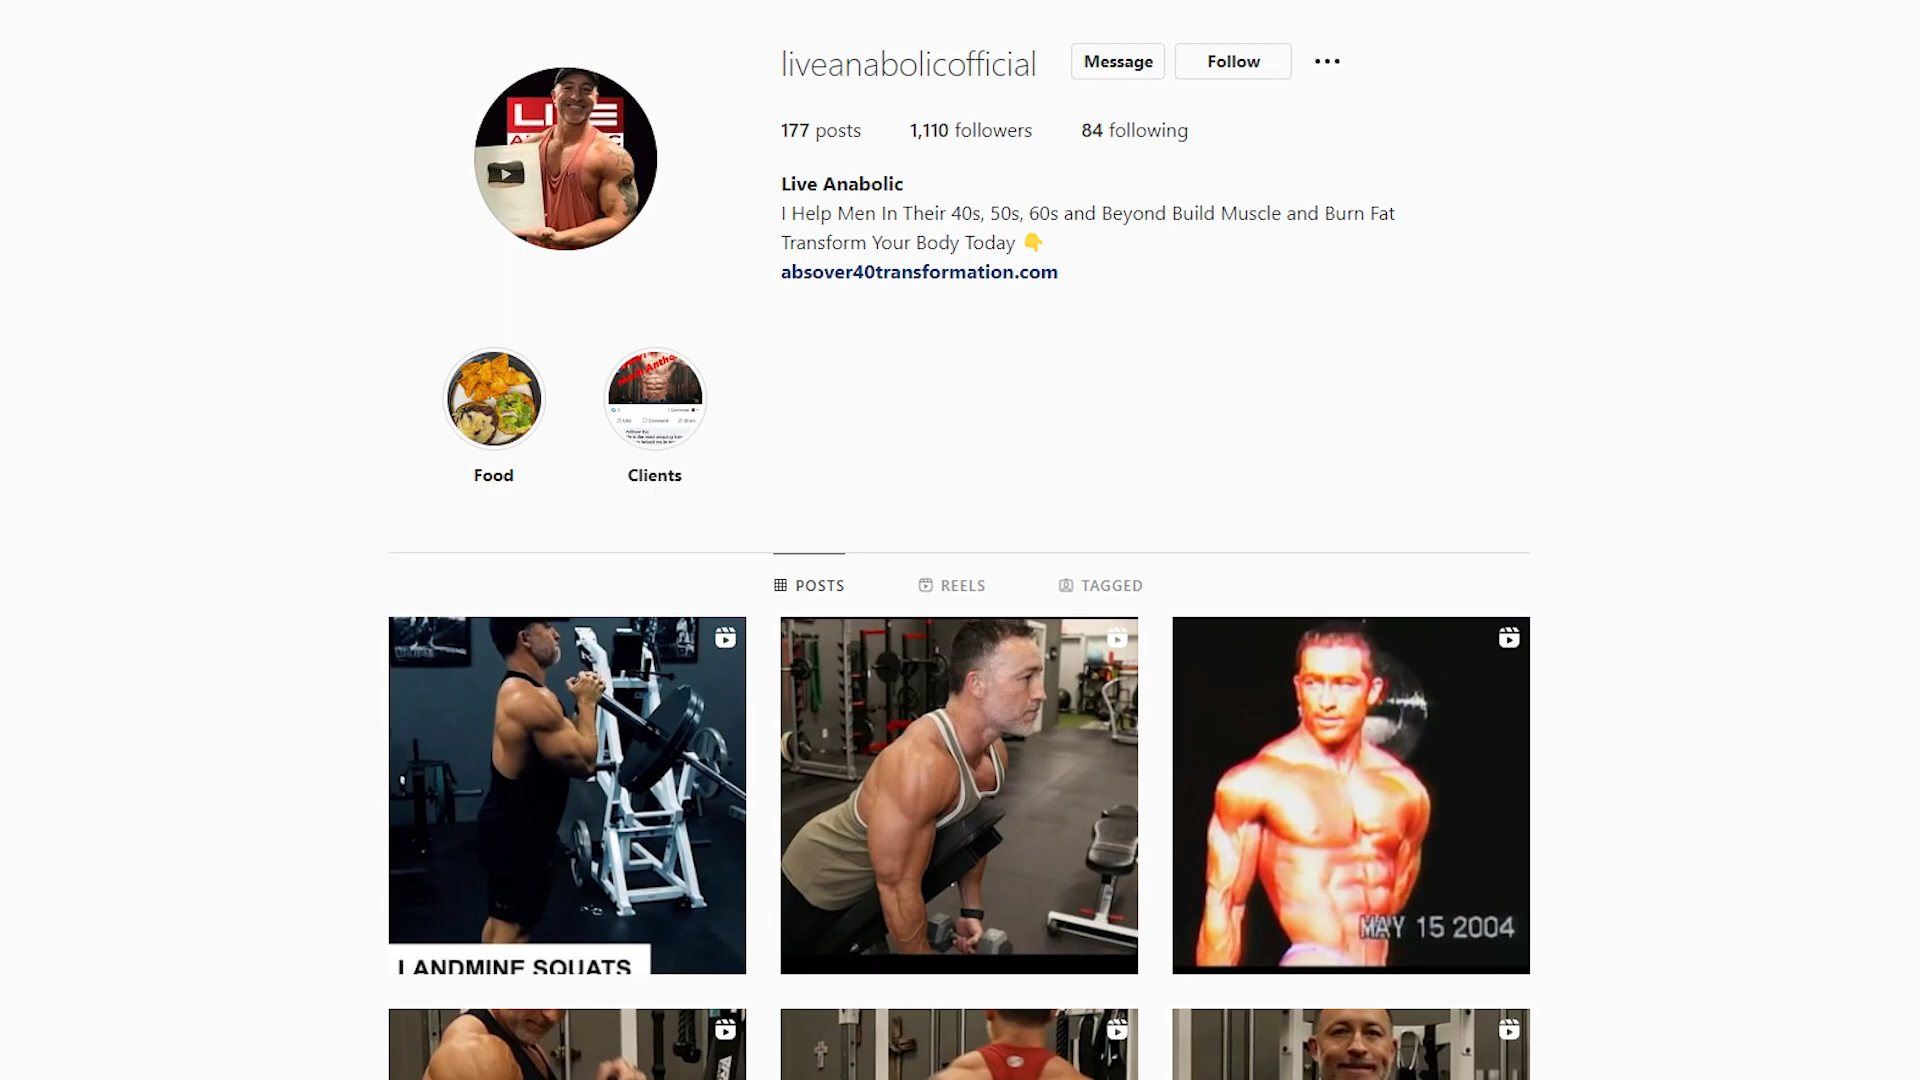 liveanabolicofficial
Message
Follow
177 posts
1,110 followers
84 following
Live Anabolic
I Help Men In Their 40s, 50s, 60s and Beyond Build Muscle and Burn Fat
Transform Your Body Today 👇
absover40transformation.com
Food
Clients
POSTS
REELS
TAGGED
LANDMINE SQUATS
MAY 15 2004